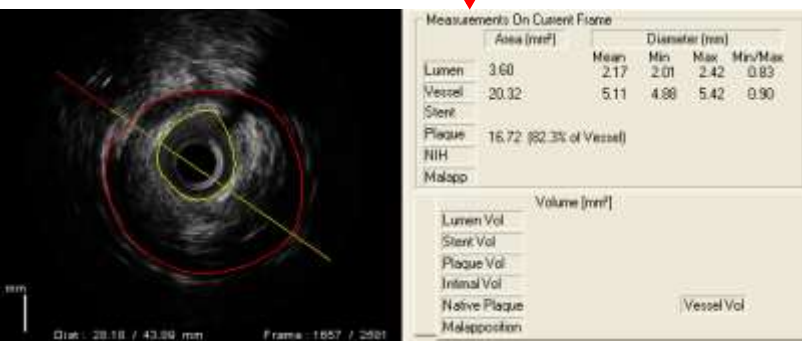 Measurements On Current Frame
Area (mm²) Diameter (mm)
Mean Min Max Min/Max
Lumen 3.60 2.17 2.01 2.42 0.83
Vessel 20.32 5.11 4.88 5.42 0.90
Stent
Plaque 16.72 (82.3% of Vessel)
NIH
Malapp
Volume [mm³]
Lumen Vol
Stent Vol
Plaque Vol
Intimal Vol
Native Plaque Vessel Vol
Malapposition
mm
Dist: 28.18 / 43.99 mm Frame: 1657 / 2591